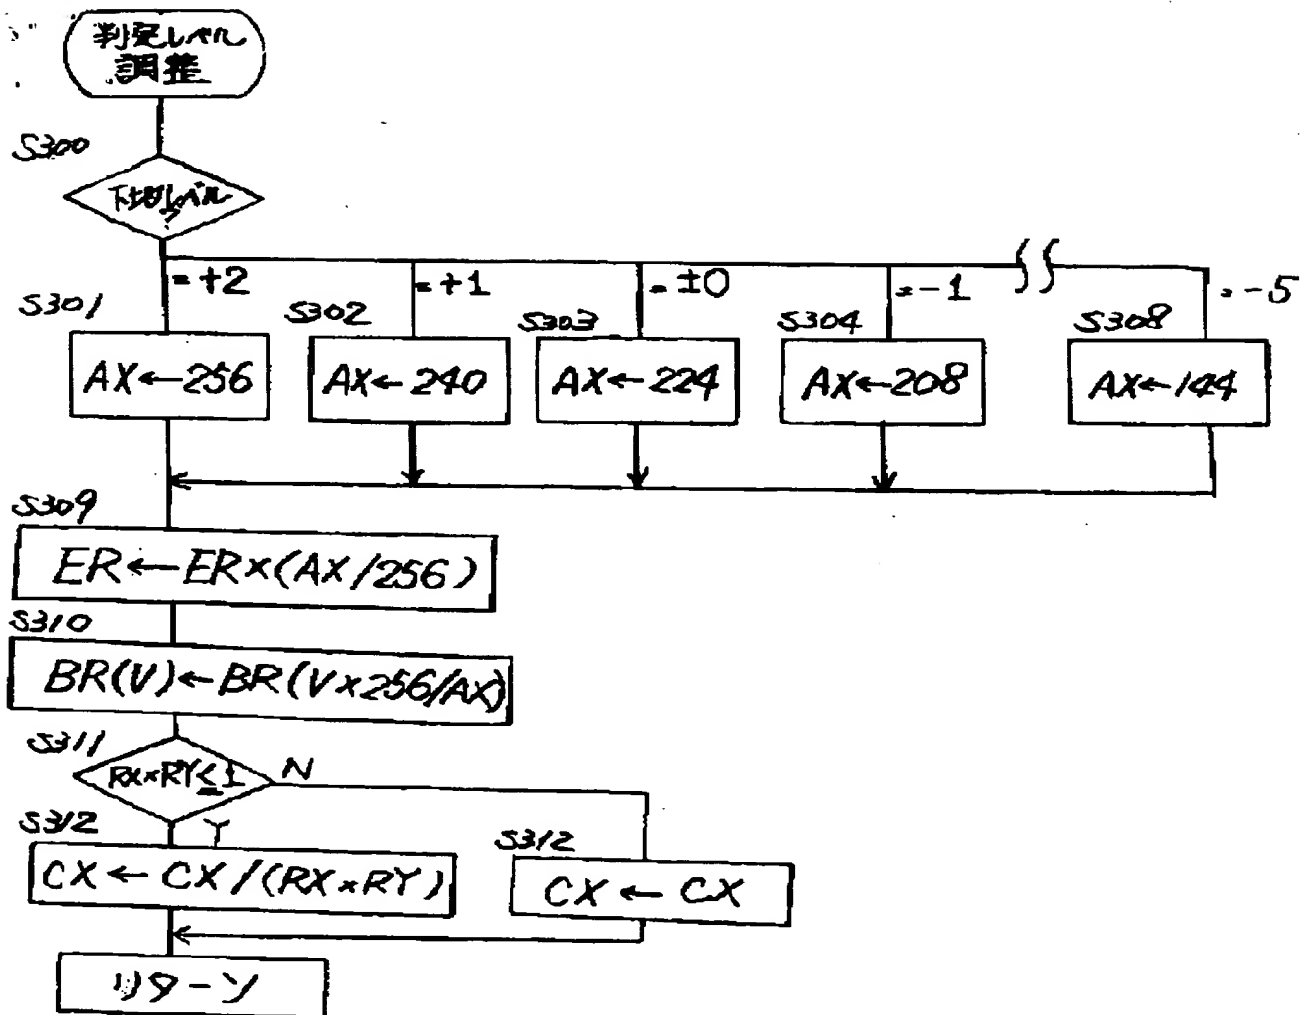 判定レベル
調整
S300
下地レベル
?
=+2
=+1
=±0
=-1
=-5
S301
S302
S303
S304
S308
AX←256
AX←240
AX←224
AX←208
AX←144
S309
ER←ER×(AX/256)
S310
BR(V)←BR(V×256/AX)
S311
RX×RY≦1
N
Y
S312
CX←CX/(RX×RY)
S312
CX←CX
リターン